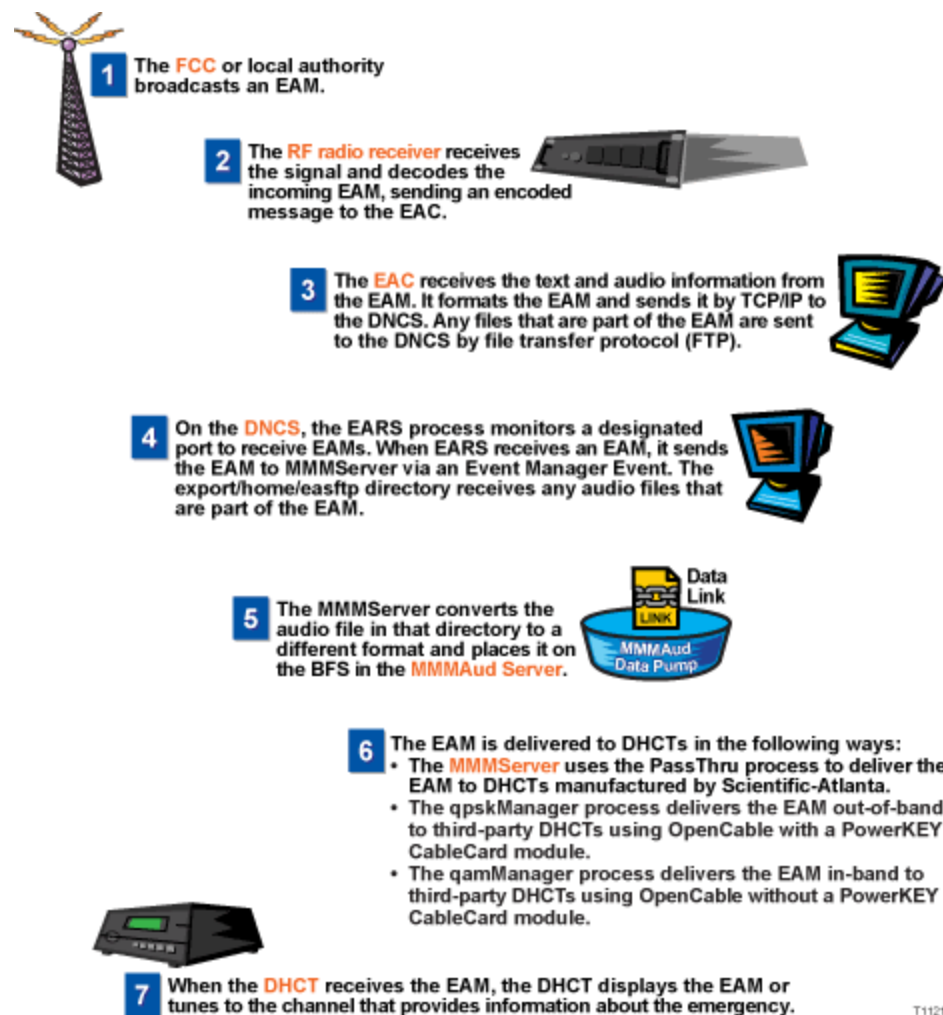 1
The FCC or local authority
broadcasts an EAM.
2
The RF radio receiver receives
the signal and decodes the
incoming EAM, sending an encoded
message to the EAC.
3
The EAC receives the text and audio information from
the EAM. It formats the EAM and sends it by TCP/IP to
the DNCS. Any files that are part of the EAM are sent
to the DNCS by file transfer protocol (FTP).
4
On the DNCS, the EARS process monitors a designated
port to receive EAMs. When EARS receives an EAM, it sends
the EAM to MMMServer via an Event Manager Event. The
export/home/easftp directory receives any audio files that
are part of the EAM.
5
The MMMServer converts the
audio file in that directory to a
different format and places it on
the BFS in the MMMAud Server.
Data
Link
LINK
MMMAud
Data Pump
6
The EAM is delivered to DHCTs in the following ways:
• The MMMServer uses the PassThru process to deliver the
EAM to DHCTs manufactured by Scientific-Atlanta.
• The qpskManager process delivers the EAM out-of-band
to third-party DHCTs using OpenCable with a PowerKEY
CableCard module.
• The qamManager process delivers the EAM in-band to
third-party DHCTs using OpenCable without a PowerKEY
CableCard module.
7
When the DHCT receives the EAM, the DHCT displays the EAM or
tunes to the channel that provides information about the emergency.
T1121